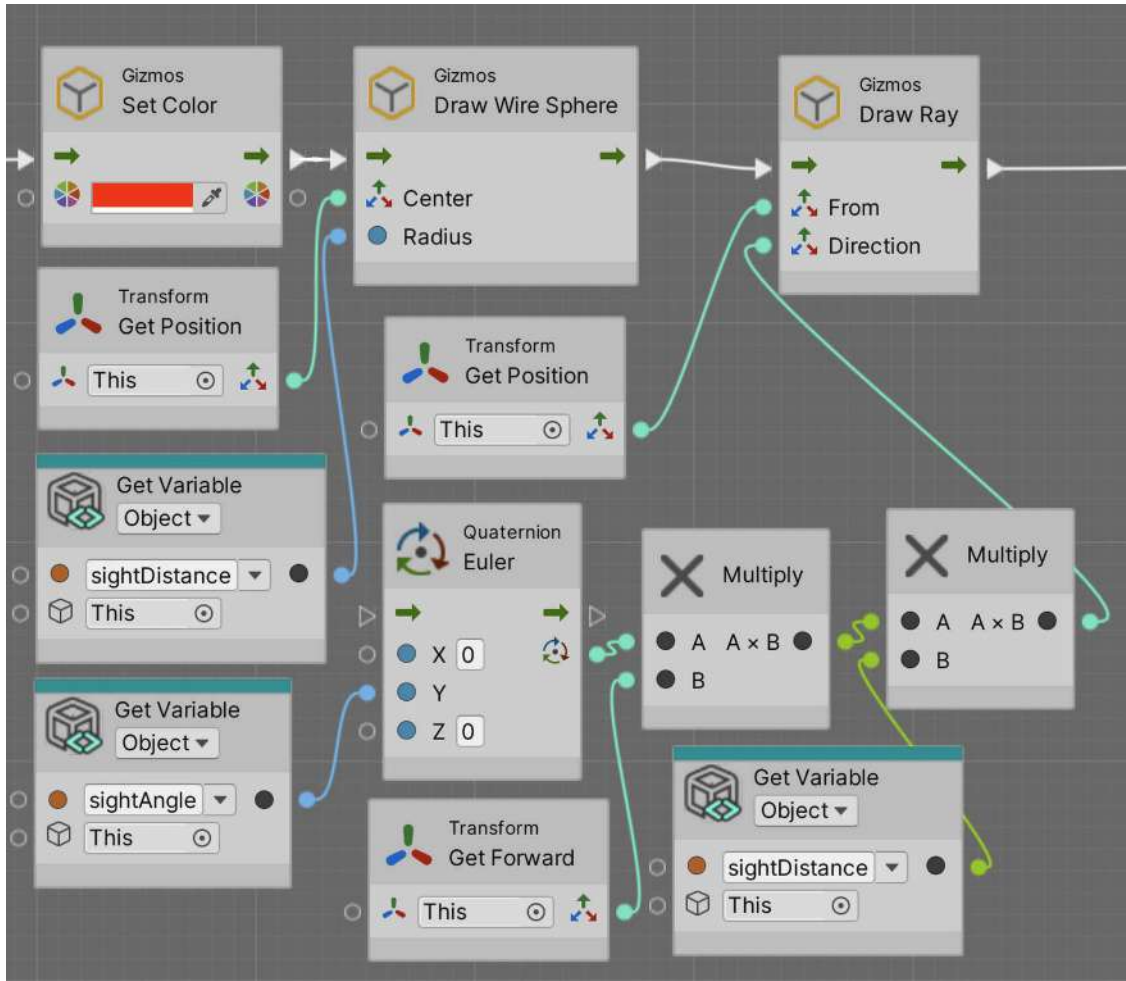 Gizmos
Set Color
Gizmos
Draw Wire Sphere
Center
Radius
Gizmos
Draw Ray
From
Direction
Transform
Get Position
This
Transform
Get Position
This
Get Variable
Object
sightDistance
This
Quaternion
Euler
X 0
Y
Z 0
Multiply
A A × B
B
Multiply
A A × B
B
Get Variable
Object
sightAngle
This
Transform
Get Forward
This
Get Variable
Object
sightDistance
This